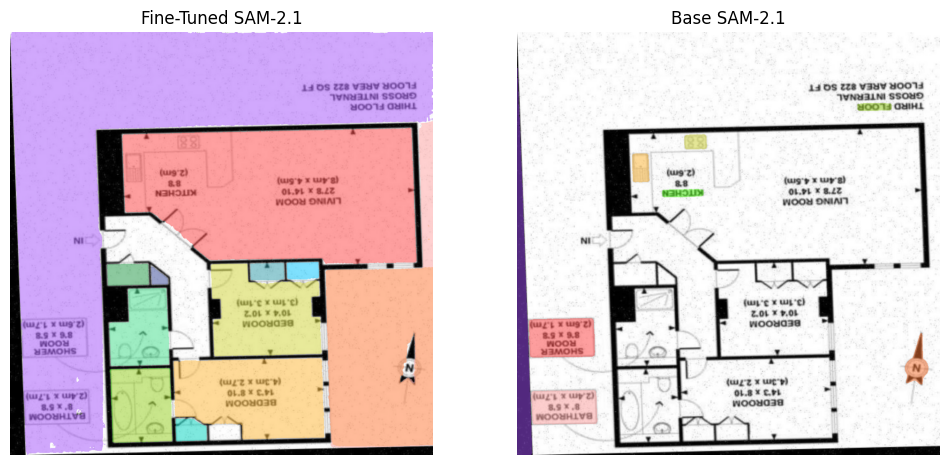 Fine-Tuned SAM-2.1
THIRD FLOOR
GROSS INTERNAL
FLOOR AREA 822 SQ FT
KITCHEN
8'8
(2.6m)
LIVING ROOM
27'8 x 14'10
(8.4m x 4.5m)
IN
BEDROOM
10'4 x 10'2
(3.1m x 3.1m)
SHOWER
ROOM
8'6 x 5'8
(2.6m x 1.7m)
BEDROOM
14'3 x 8'10
(4.3m x 2.7m)
BATHROOM
8' x 5'8
(2.4m x 1.7m)
N
Base SAM-2.1
THIRD FLOOR
GROSS INTERNAL
FLOOR AREA 822 SQ FT
KITCHEN
8'8
(2.6m)
LIVING ROOM
27'8 x 14'10
(8.4m x 4.5m)
IN
BEDROOM
10'4 x 10'2
(3.1m x 3.1m)
SHOWER
ROOM
8'6 x 5'8
(2.6m x 1.7m)
BEDROOM
14'3 x 8'10
(4.3m x 2.7m)
BATHROOM
8' x 5'8
(2.4m x 1.7m)
N